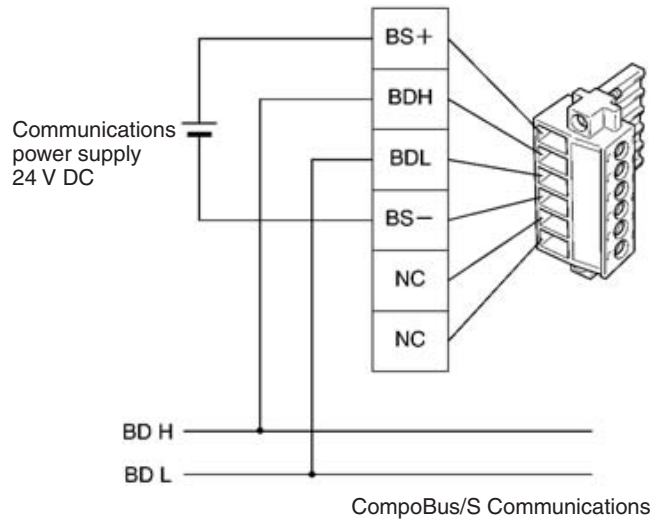 BS+
BDH
Communications
power supply
24 V DC
BDL
BS−
NC
NC
BD H
BD L
CompoBus/S Communications